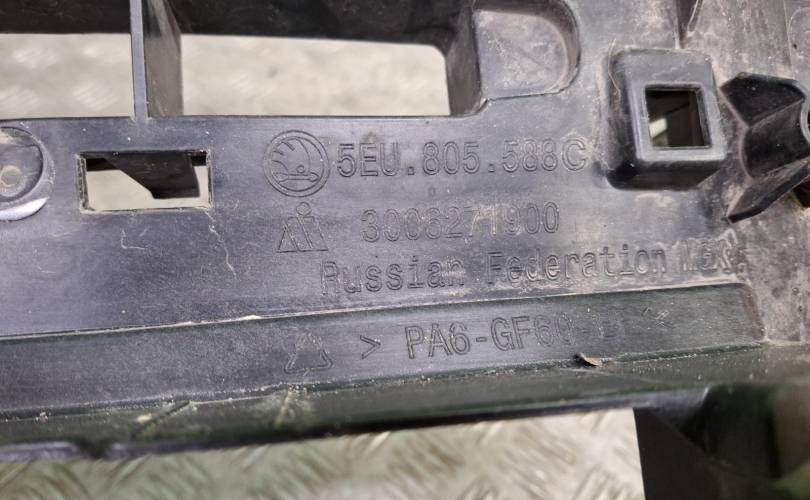 5EU.805.588C
3006271900
Russian Federation
> PA6-GF60